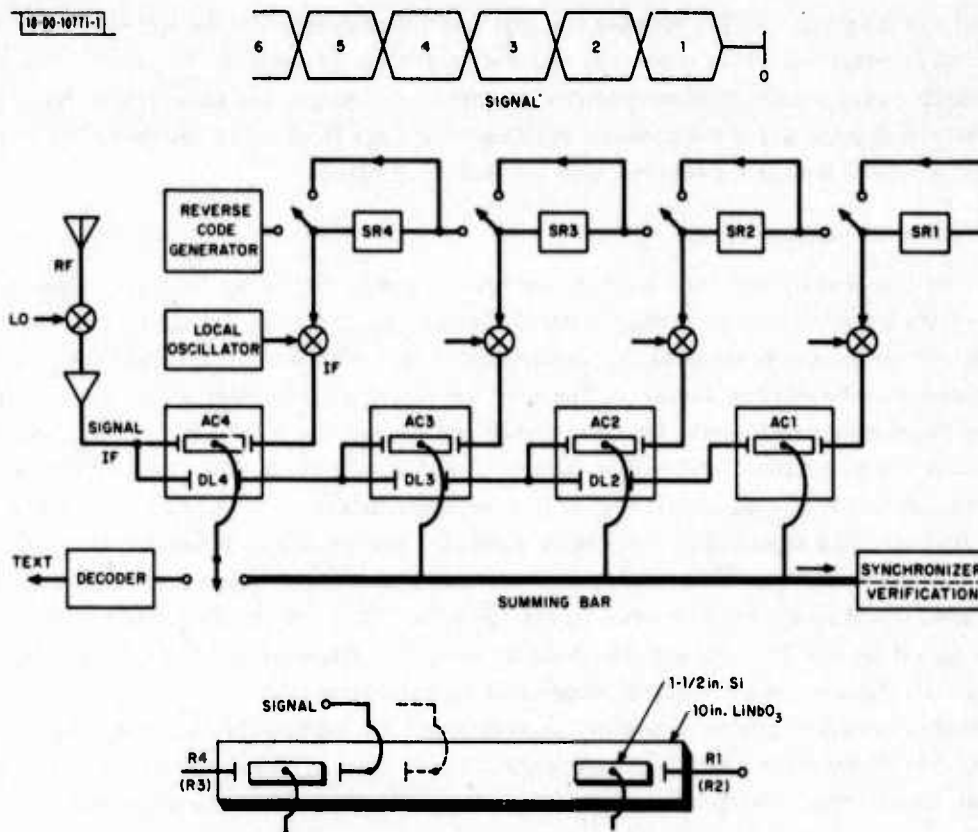 18-DO-10771-1
6 5 4 3 2 1
0
SIGNAL
REVERSE CODE GENERATOR
SR4
SR3
SR2
SR1
RF
LO
LOCAL OSCILLATOR
IF
SIGNAL
IF
AC4
AC3
AC2
AC1
DL4
DL3
DL2
TEXT
DECODER
SUMMING BAR
SYNCHRONIZER
VERIFICATION
1-1/2 in. Si
10 in. LiNbO3
SIGNAL
R4
(R3)
R1
(R2)